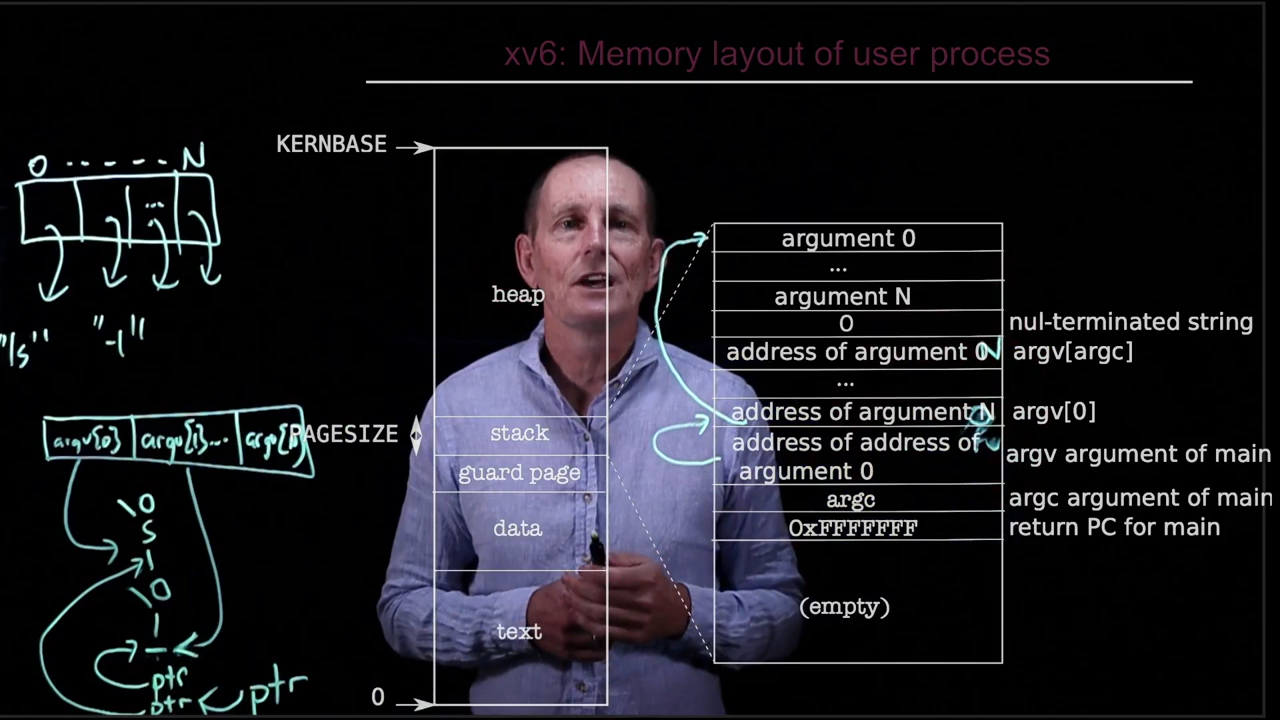 xv6: Memory layout of user process
KERNBASE
heap
PAGESIZE
stack
guard page
data
text
0
argument 0
...
argument N
0
nul-terminated string
address of argument 0 N
argv[argc]
...
address of argument N
argv[0]
address of address of
argument 0
argv argument of main
argc
argc argument of main
0xFFFFFFF
return PC for main
(empty)
0 - - - - - N
...
"ls" "-l"
argv[0] argv[1]...
\0
s
l
\0
l
—
ptr
ptr
ptr